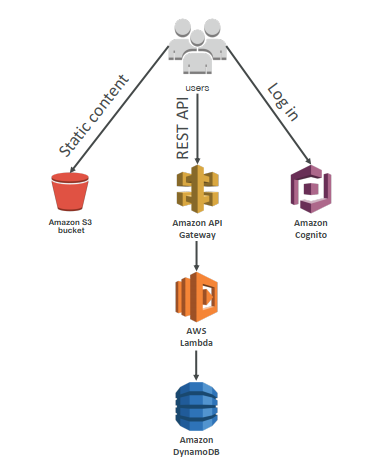 users
Static content
REST API
Log in
Amazon S3
bucket
Amazon API
Gateway
Amazon
Cognito
AWS
Lambda
Amazon
DynamoDB